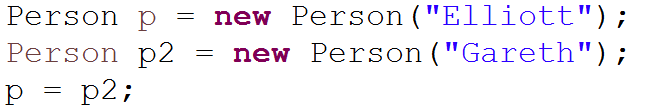 Person p = new Person("Elliott");
Person p2 = new Person("Gareth");
p = p2;